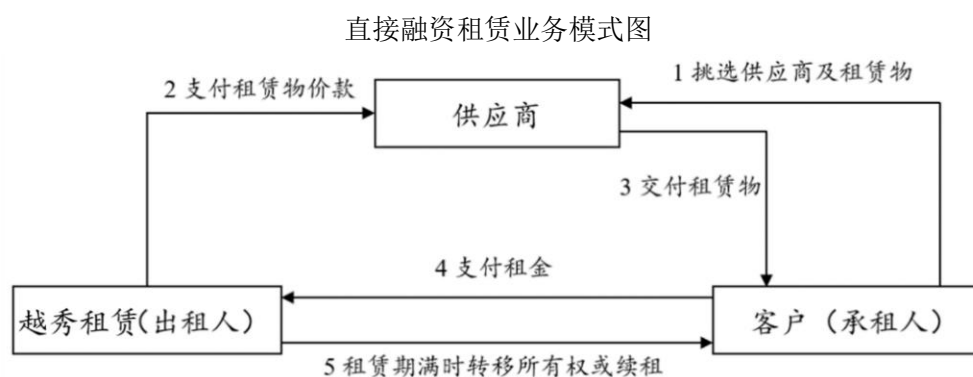 直接融资租赁业务模式图
1 挑选供应商及租赁物
2 支付租赁物价款
供应商
3 交付租赁物
4 支付租金
越秀租赁(出租人）
客户（承租人）
5 租赁期满时转移所有权或续租